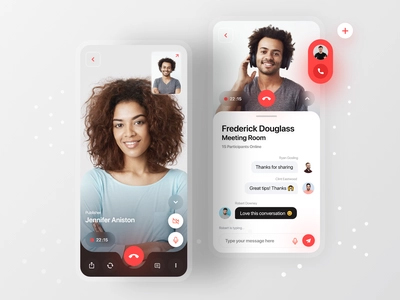 Jennifer Aniston
22:15
22:15
Frederick Douglass
Meeting Room
15 Participants Online
Thanks for sharing
Great tips! Thanks
Love this conversation
Type your message here